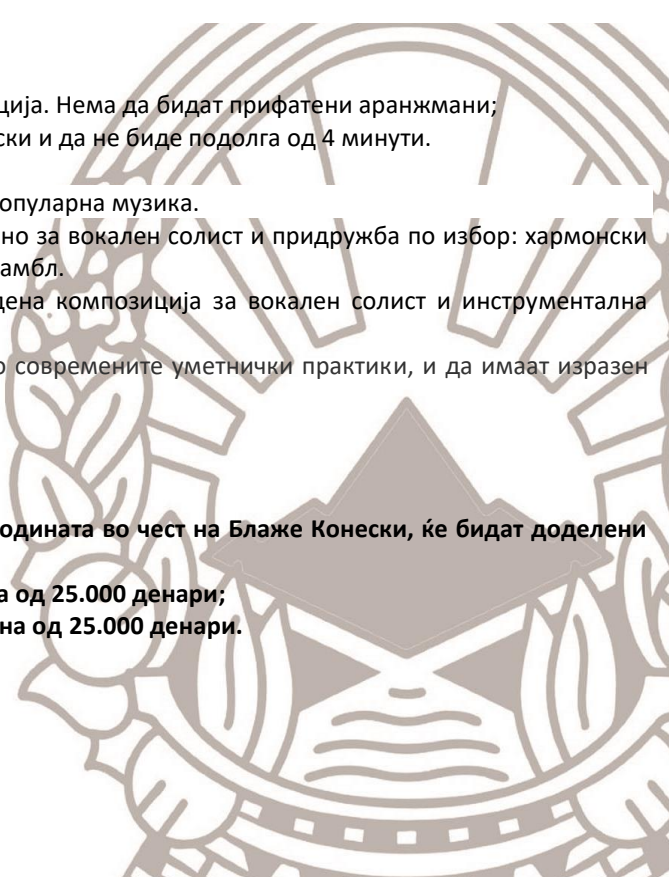 ција. Нема да бидат прифатени аранжмани;
ски и да не биде подолга од 4 минути.
опуларна музика.
но за вокален солист и придружба по избор: хармонски
амбл.
дена композиција за вокален солист и инструментална
о современите уметнички практики, и да имаат изразен
одината во чест на Блаже Конески, ќе бидат доделени
а од 25.000 денари;
на од 25.000 денари.